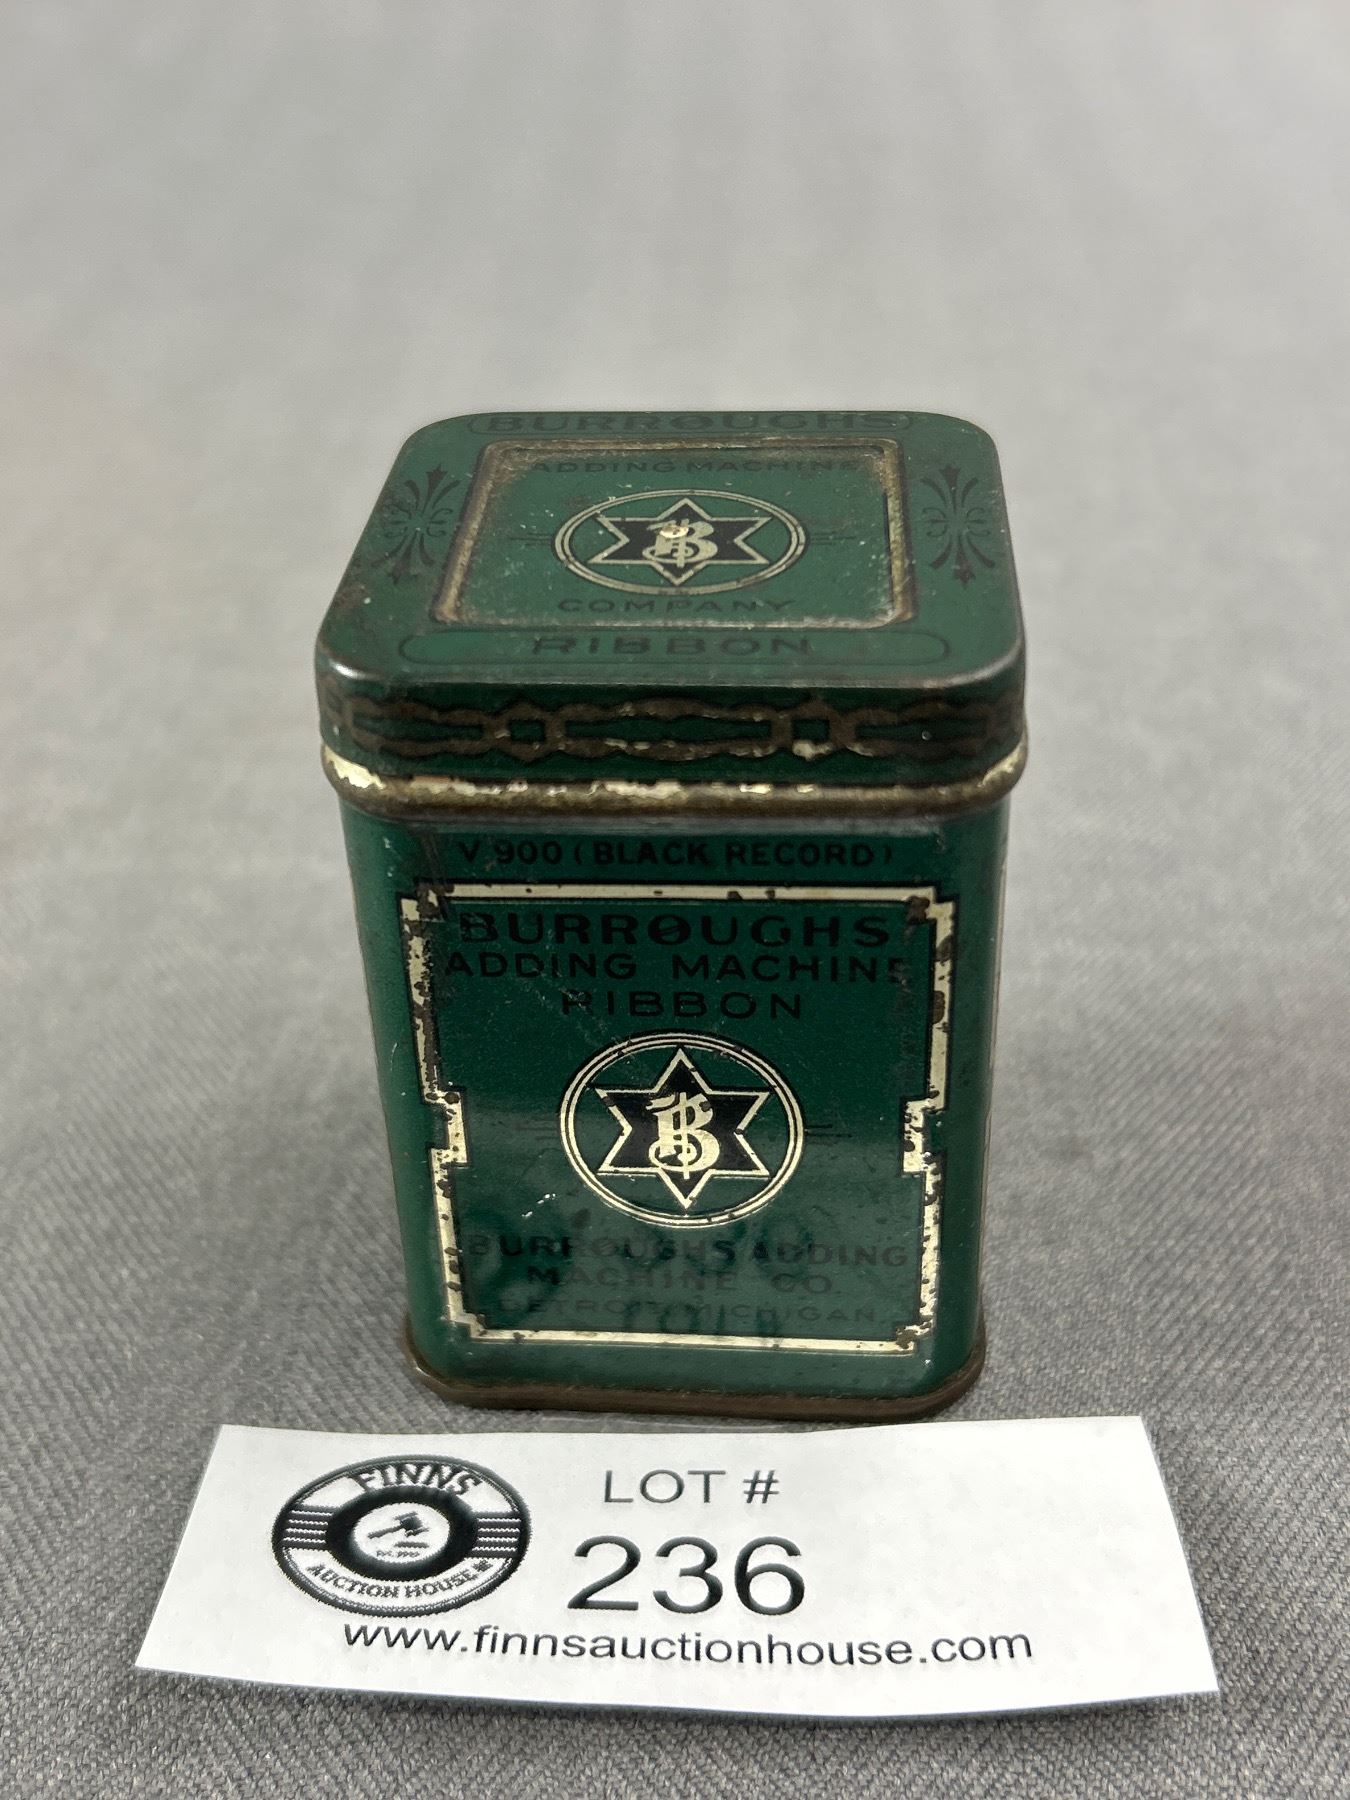 BURROUGHS
ADDING MACHINE
B
COMPANY
RIBBON
V 900 (BLACK RECORD)
BURROUGHS
ADDING MACHINE
RIBBON
B
BURROUGHS ADDING
MACHINE CO.
DETROIT, MICHIGAN.
FINNS
AUCTION HOUSE
LOT #
236
www.finnsauctionhouse.com